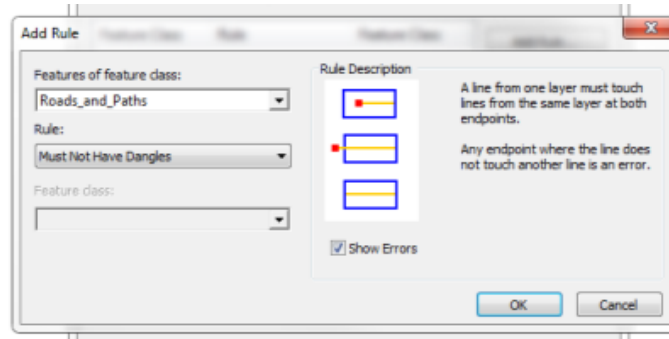 Add Rule
Features of feature class:
Roads_and_Paths
Rule:
Must Not Have Dangles
Feature class:
Rule Description
A line from one layer must touch
lines from the same layer at both
endpoints.
Any endpoint where the line does
not touch another line is an error.
Show Errors
OK
Cancel